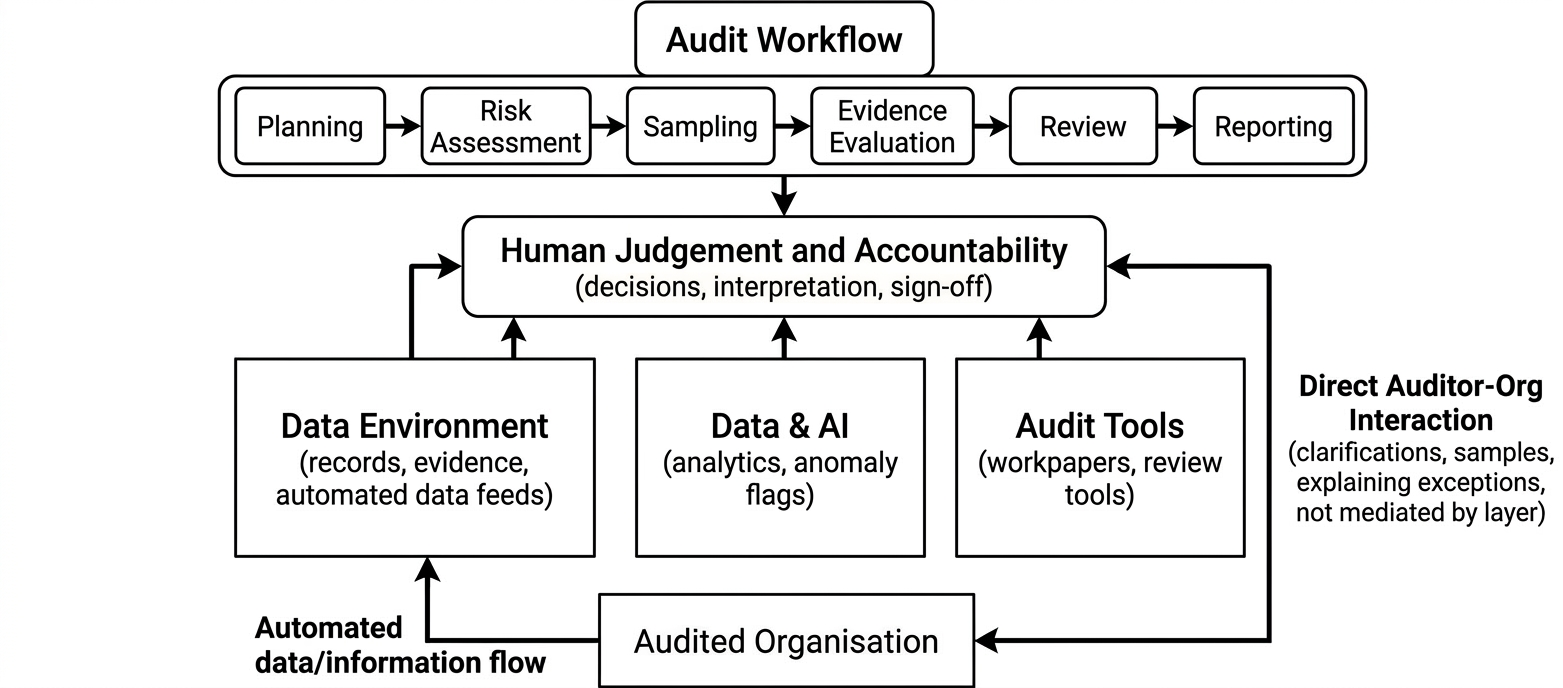 Audit Workflow
Planning
Risk
Assessment
Sampling
Evidence
Evaluation
Review
Reporting
Human Judgement and Accountability
(decisions, interpretation, sign-off)
Data Environment
(records, evidence,
automated data feeds)
Data & AI
(analytics, anomaly
flags)
Audit Tools
(workpapers, review
tools)
Direct Auditor-Org
Interaction
(clarifications, samples,
explaining exceptions,
not mediated by layer)
Automated
data/information flow
Audited Organisation